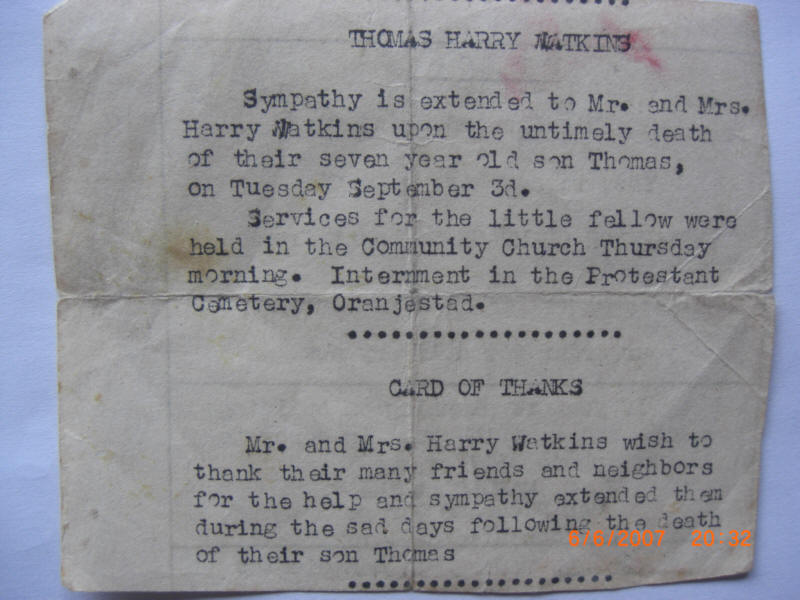 THOMAS HARRY WATKINS
Sympathy is extended to Mr. and Mrs.
Harry Watkins upon the untimely death
of their seven year old son Thomas,
on Tuesday September 3d.
Services for the little fellow were
held in the Community Church Thursday
morning. Internment in the Protestant
Cemetery, Oranjestad.
CARD OF THANKS
Mr. and Mrs. Harry Watkins wish to
thank their many friends and neighbors
for the help and sympathy extended them
during the sad days following the death
of their son Thomas
6/6/2007 20:32